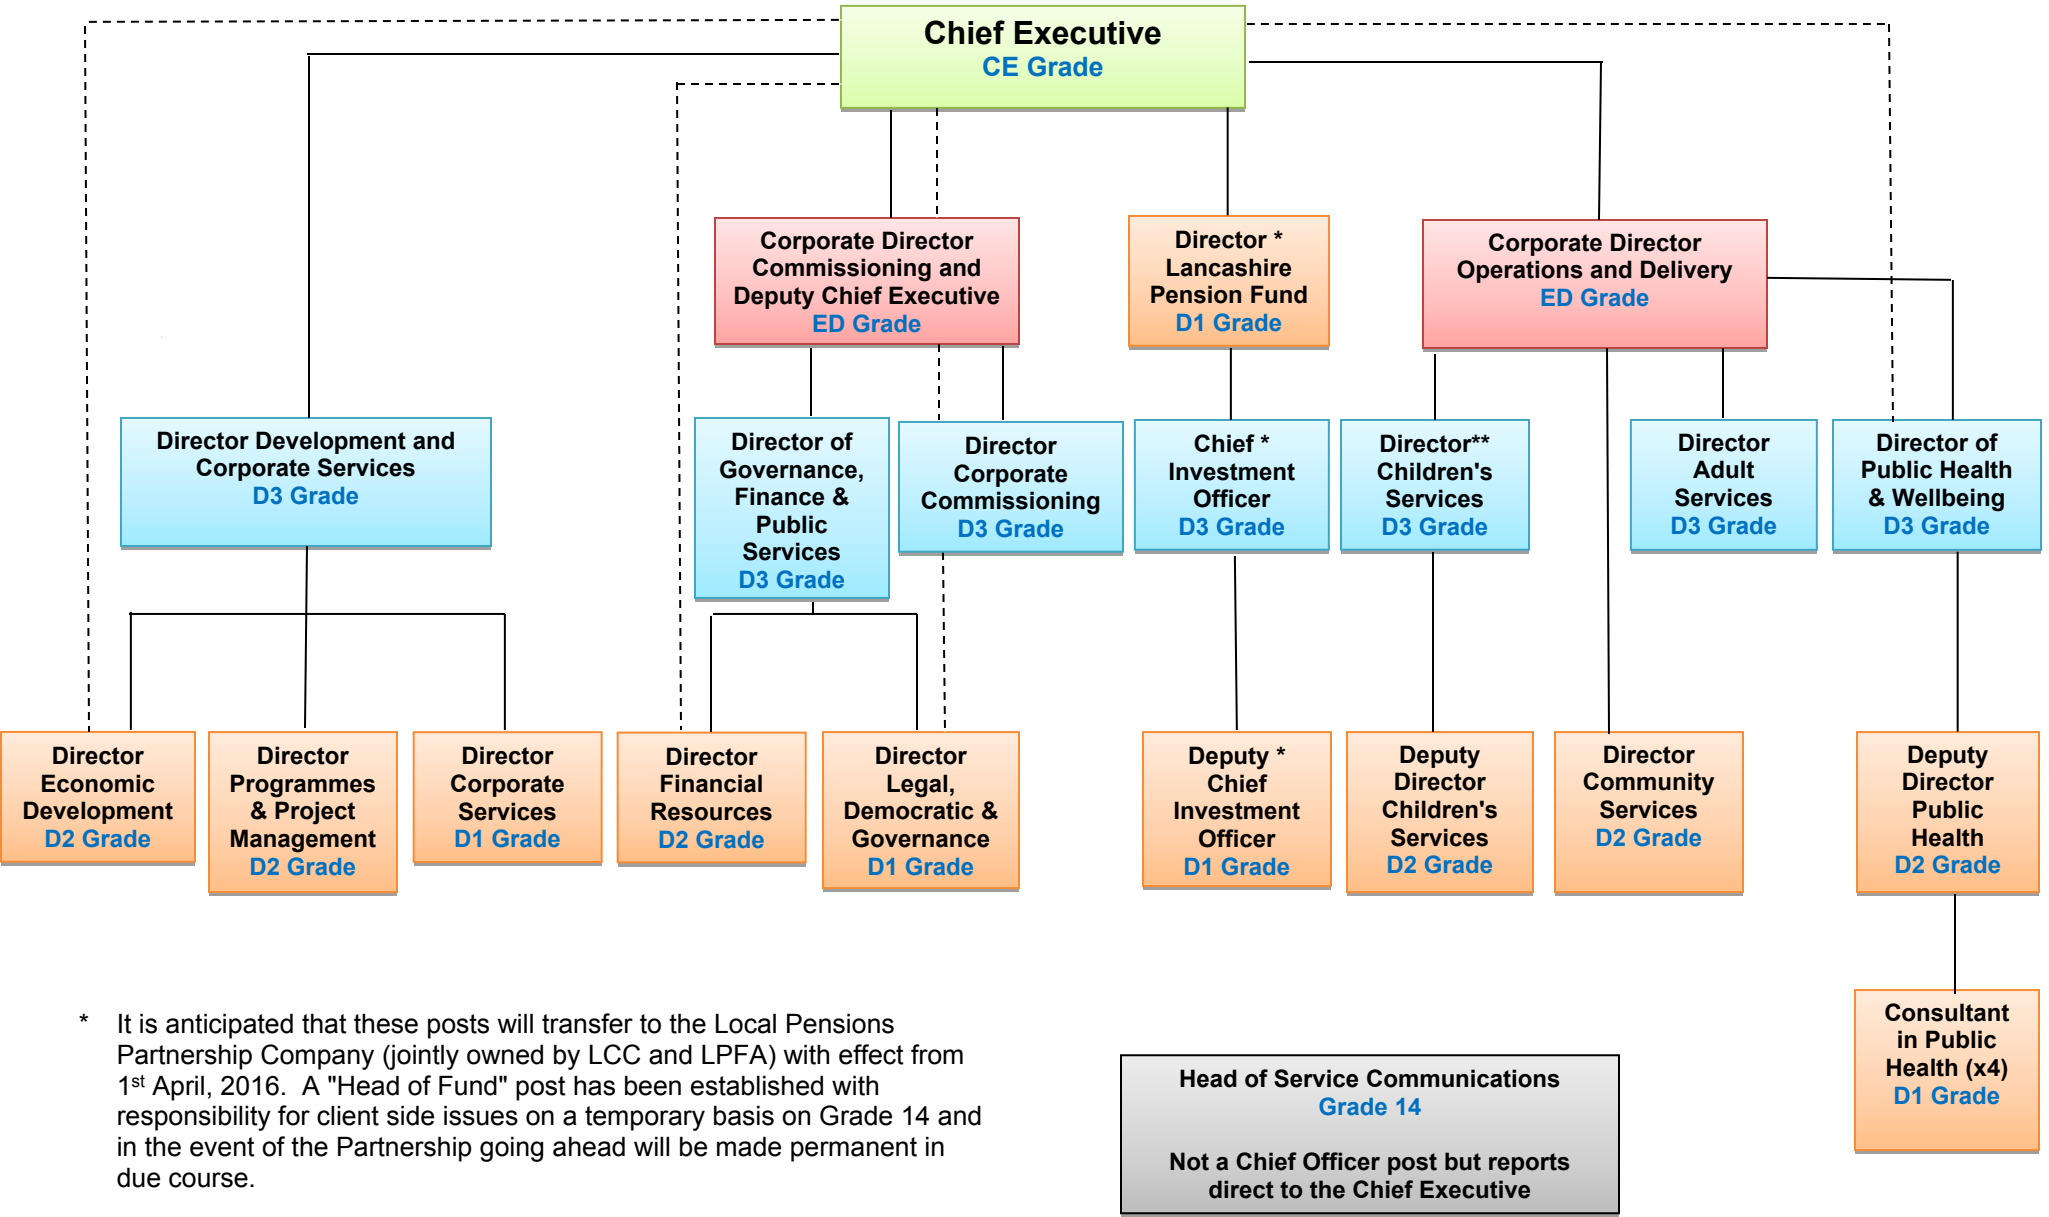 Chief Executive
CE Grade
Corporate Director
Commissioning and
Deputy Chief Executive
ED Grade
Director *
Lancashire
Pension Fund
D1 Grade
Corporate Director
Operations and Delivery
ED Grade
Director Development and
Corporate Services
D3 Grade
Director of
Governance,
Finance &
Public
Services
D3 Grade
Director
Corporate
Commissioning
D3 Grade
Chief *
Investment
Officer
D3 Grade
Director**
Children's
Services
D3 Grade
Director
Adult
Services
D3 Grade
Director of
Public Health
& Wellbeing
D3 Grade
Director
Economic
Development
D2 Grade
Director
Programmes
& Project
Management
D2 Grade
Director
Corporate
Services
D1 Grade
Director
Financial
Resources
D2 Grade
Director
Legal,
Democratic &
Governance
D1 Grade
Deputy *
Chief
Investment
Officer
D1 Grade
Deputy
Director
Children's
Services
D2 Grade
Director
Community
Services
D2 Grade
Deputy
Director
Public
Health
D2 Grade
Consultant
in Public
Health (x4)
D1 Grade
* It is anticipated that these posts will transfer to the Local Pensions
Partnership Company (jointly owned by LCC and LPFA) with effect from
1st April, 2016. A "Head of Fund" post has been established with
responsibility for client side issues on a temporary basis on Grade 14 and
in the event of the Partnership going ahead will be made permanent in
due course.
Head of Service Communications
Grade 14
Not a Chief Officer post but reports
direct to the Chief Executive